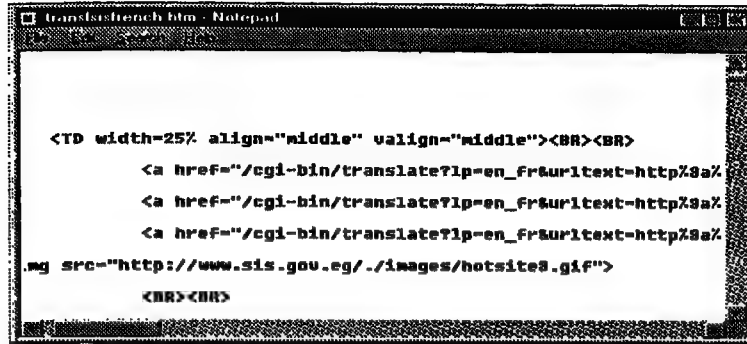 translsisfrench.htm - Notepad
<TD width=25% align="middle" valign="middle"><BR><BR>
<a href="/cgi-bin/translate?lp=en_fr&urltext=http%3a%
<a href="/cgi-bin/translate?lp=en_fr&urltext=http%3a%
<a href="/cgi-bin/translate?lp=en_fr&urltext=http%3a%
.mg src="http://www.sis.gov.eg/./images/hotsite3.gif">
<BR><BR>